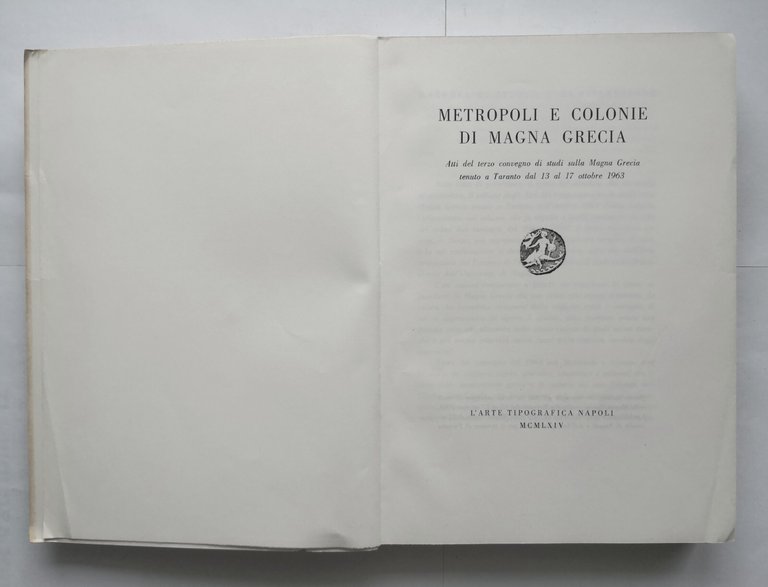 METROPOLI E COLONIE
DI MAGNA GRECIA
Atti del terzo convegno di studi sulla Magna Grecia
tenuto a Taranto dal 13 al 17 ottobre 1963
L'ARTE TIPOGRAFICA NAPOLI
MCMLXIV